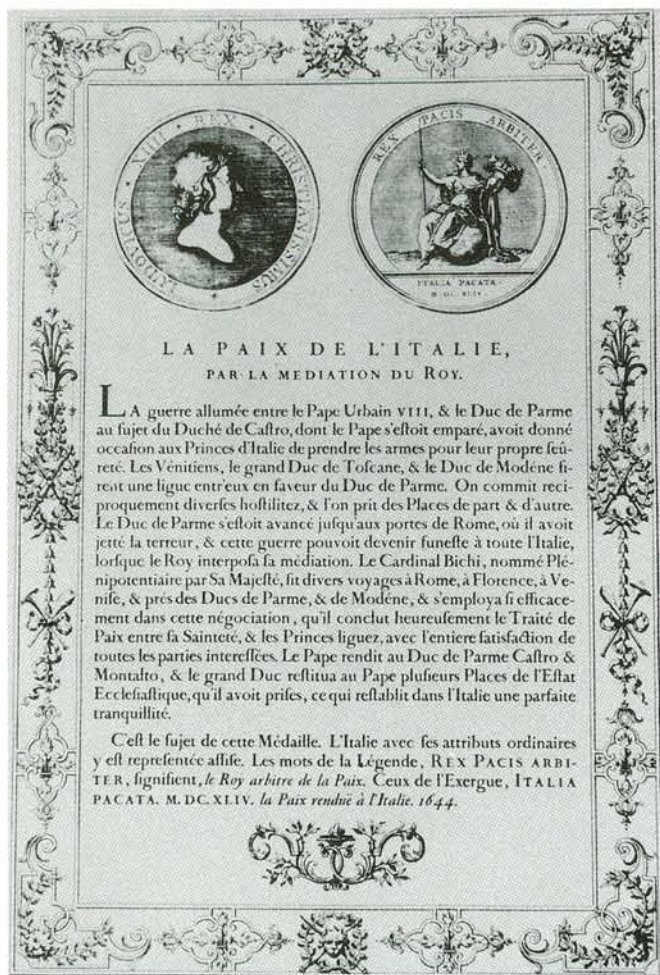 LUDOVICUS · XIIII · REX · CHRISTIANISSIMUS
REX PACIS ARBITER.
ITALIA PACATA.
M. DC. XLIV.
LA PAIX DE L'ITALIE,
PAR LA MEDIATION DU ROY.
LA guerre allumée entre le Pape Urbain VIII, & le Duc de Parme
au ſujet du Duché de Caſtro, dont le Pape s'eſtoit emparé, avoit donné
occaſion aux Princes d'Italie de prendre les armes pour leur propre ſeû-
reté. Les Vénitiens, le grand Duc de Toſcane, & le Duc de Modéne fi-
rent une ligue entr'eux en faveur du Duc de Parme. On commit reci-
proquement diverſes hoſtilitez, & l'on prit des Places de part & d'autre.
Le Duc de Parme s'eſtoit avancé juſqu'aux portes de Rome, où il avoit
jetté la terreur, & cette guerre pouvoit devenir funeſte à toute l'Italie,
lorſque le Roy interpoſa ſa médiation. Le Cardinal Bichi, nommé Plé-
nipotentiaire par Sa Majeſté, fit divers voyages à Rome, à Florence, à Ve-
niſe, & prés des Ducs de Parme, & de Modéne, & s'employa ſi efficace-
ment dans cette négociation, qu'il conclut heureuſement le Traité de
Paix entre ſa Sainteté, & les Princes liguez, avec l'entiere ſatisfaction de
toutes les parties intereſſées. Le Pape rendit au Duc de Parme Caſtro &
Montalto, & le grand Duc reſtitua au Pape pluſieurs Places de l'Eſtat
Eccleſiaſtique, qu'il avoit priſes, ce qui reſtablit dans l'Italie une parfaite
tranquillité.
C'eſt le ſujet de cette Médaille. L'Italie avec ſes attributs ordinaires
y eſt repreſentée aſſiſe. Les mots de la Légende, REX PACIS ARBI-
TER, ſignifient, le Roy arbitre de la Paix. Ceux de l'Exergue, ITALIA
PACATA. M. DC. XLIV. la Paix renduë à l'Italie. 1644.